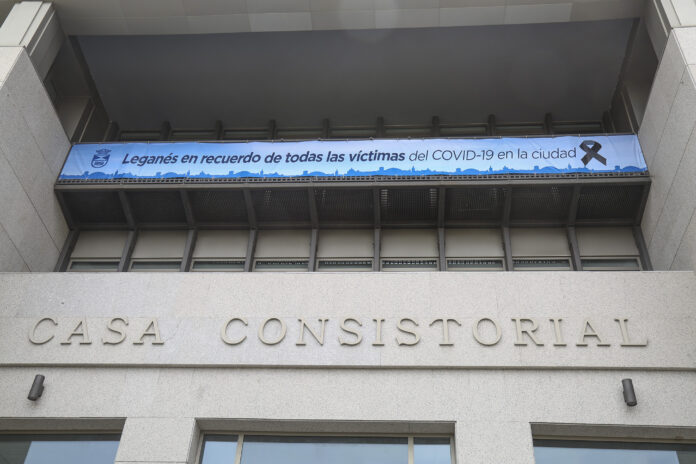 Leganés en recuerdo de todas las víctimas del COVID-19 en la ciudad
CASA CONSISTORIAL